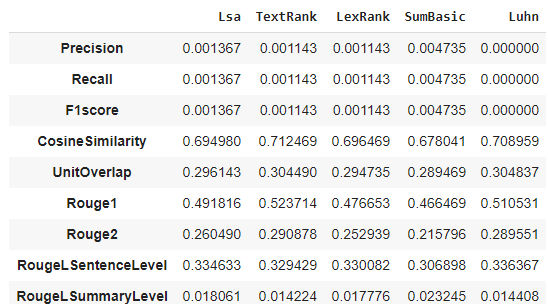 Lsa TextRank LexRank SumBasic Luhn
Precision 0.001367 0.001143 0.001143 0.004735 0.000000
Recall 0.001367 0.001143 0.001143 0.004735 0.000000
F1score 0.001367 0.001143 0.001143 0.004735 0.000000
CosineSimilarity 0.694980 0.712469 0.696469 0.678041 0.708959
UnitOverlap 0.296143 0.304490 0.294735 0.289469 0.304837
Rouge1 0.491816 0.523714 0.476653 0.466469 0.510531
Rouge2 0.260490 0.290878 0.252939 0.215796 0.289551
RougeLSentenceLevel 0.334633 0.329429 0.330082 0.306898 0.336367
RougeLSummaryLevel 0.018061 0.014224 0.017776 0.023245 0.014408